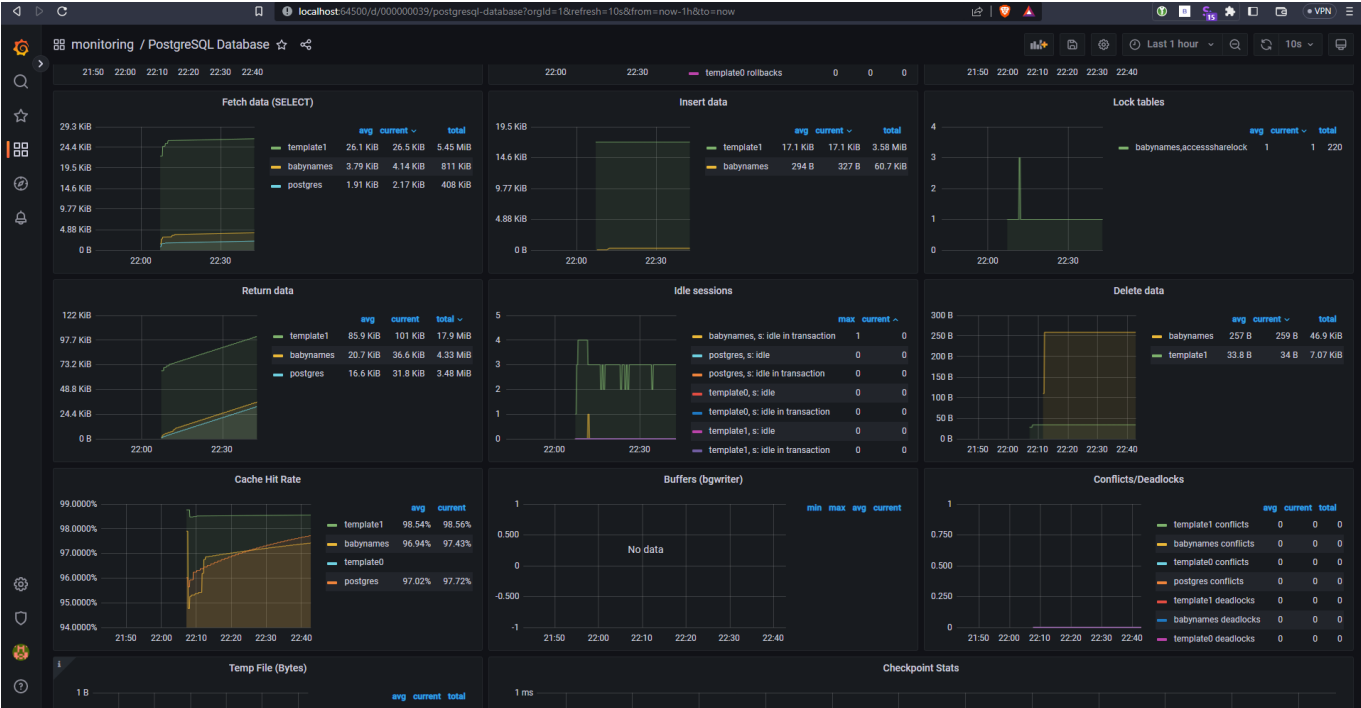 localhost:64500/d/000000039/postgresql-database?orgId=1&refresh=10s&from=now-1h&to=now
15
VPN
monitoring / PostgreSQL Database
Last 1 hour
10s
21:50 22:00 22:10 22:20 22:30 22:40
22:00 22:30
template0 rollbacks 0 0 0
21:50 22:00 22:10 22:20 22:30 22:40
Fetch data (SELECT)
29.3 KiB
24.4 KiB
19.5 KiB
14.6 KiB
9.77 KiB
4.88 KiB
0 B
22:00 22:30
avg current total
template1 26.1 KiB 26.5 KiB 5.45 MiB
babynames 3.79 KiB 4.14 KiB 811 KiB
postgres 1.91 KiB 2.17 KiB 408 KiB
Insert data
19.5 KiB
14.6 KiB
9.77 KiB
4.88 KiB
0 B
22:00 22:30
avg current total
template1 17.1 KiB 17.1 KiB 3.58 MiB
babynames 294 B 327 B 60.7 KiB
Lock tables
4
3
2
1
0
22:00 22:30
avg current total
babynames,accesssharelock 1 1 220
Return data
122 KiB
97.7 KiB
73.2 KiB
48.8 KiB
24.4 KiB
0 B
22:00 22:30
avg current total
template1 85.9 KiB 101 KiB 17.9 MiB
babynames 20.7 KiB 36.6 KiB 4.33 MiB
postgres 16.6 KiB 31.8 KiB 3.48 MiB
Idle sessions
5
4
3
2
1
0
22:00 22:30
max current
babynames, s: idle in transaction 1 0
postgres, s: idle 0 0
postgres, s: idle in transaction 0 0
template0, s: idle 0 0
template0, s: idle in transaction 0 0
template1, s: idle 0 0
template1, s: idle in transaction 0 0
Delete data
300 B
250 B
200 B
150 B
100 B
50 B
0 B
21:50 22:00 22:10 22:20 22:30 22:40
avg current total
babynames 257 B 259 B 46.9 KiB
template1 33.8 B 34 B 7.07 KiB
Cache Hit Rate
99.0000%
98.0000%
97.0000%
96.0000%
95.0000%
94.0000%
21:50 22:00 22:10 22:20 22:30 22:40
avg current
template1 98.54% 98.56%
babynames 96.94% 97.43%
template0
postgres 97.02% 97.72%
Buffers (bgwriter)
1
0.500
0
-0.500
-1
No data
21:50 22:00 22:10 22:20 22:30 22:40
min max avg current
Conflicts/Deadlocks
1
0.750
0.500
0.250
0
21:50 22:00 22:10 22:20 22:30 22:40
avg current total
template1 conflicts 0 0 0
babynames conflicts 0 0 0
template0 conflicts 0 0 0
postgres conflicts 0 0 0
template1 deadlocks 0 0 0
babynames deadlocks 0 0 0
template0 deadlocks 0 0 0
i
Temp File (Bytes)
1 B
avg current total
Checkpoint Stats
1 ms